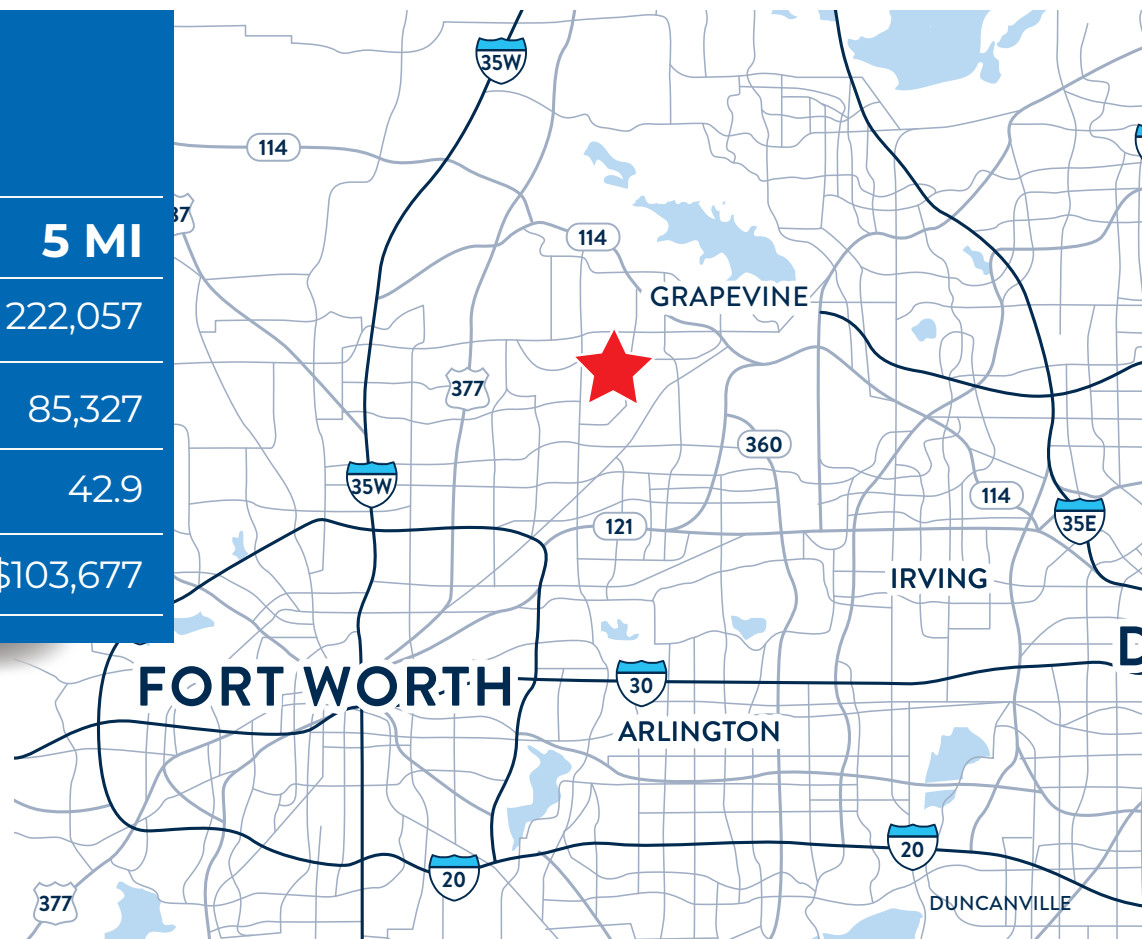 5 MI
222,057
85,327
42.9
$103,677
35W
114
37
114
GRAPEVINE
377
360
35W
114
121
35E
IRVING
FORT WORTH
30
ARLINGTON
20
20
377
DUNCANVILLE